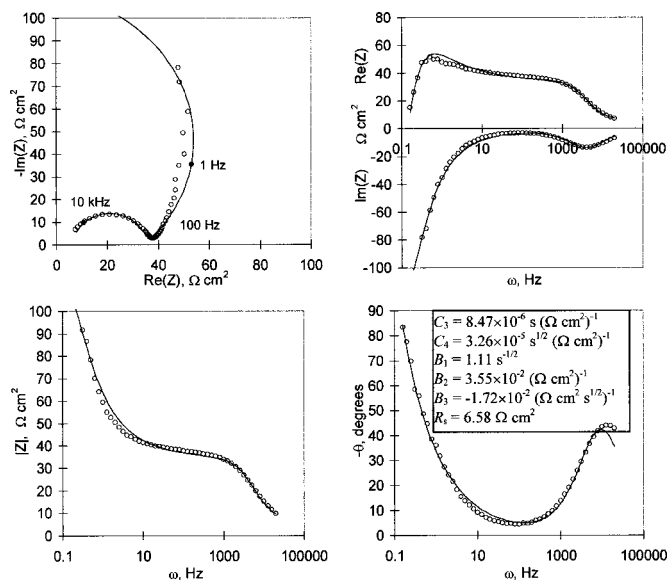 100
90
80
70
60
50
40
30
20
10
0
-Im(Z), Ω cm²
10 kHz
1 Hz
100 Hz
0 20 40 60 80 100
Re(Z), Ω cm²
100
80
60
40
20
0
-20
-40
-60
-80
-100
Re(Z)
Ω cm²
Im(Z)
0.1 10 1000 100000
ω, Hz
100
90
80
70
60
50
40
30
20
10
0
|Z|, Ω cm²
0.1 10 1000 100000
ω, Hz
90
80
70
60
50
40
30
20
10
0
-θ, degrees
C₃ = 8.47×10⁻⁶ s (Ω cm²)⁻¹
C₄ = 3.26×10⁻⁵ s¹/² (Ω cm²)⁻¹
B₁ = 1.11 s⁻¹/²
B₂ = 3.55×10⁻² (Ω cm²)⁻¹
B₃ = -1.72×10⁻² (Ω cm² s¹/²)⁻¹
Rₛ = 6.58 Ω cm²
0.1 10 1000 100000
ω, Hz